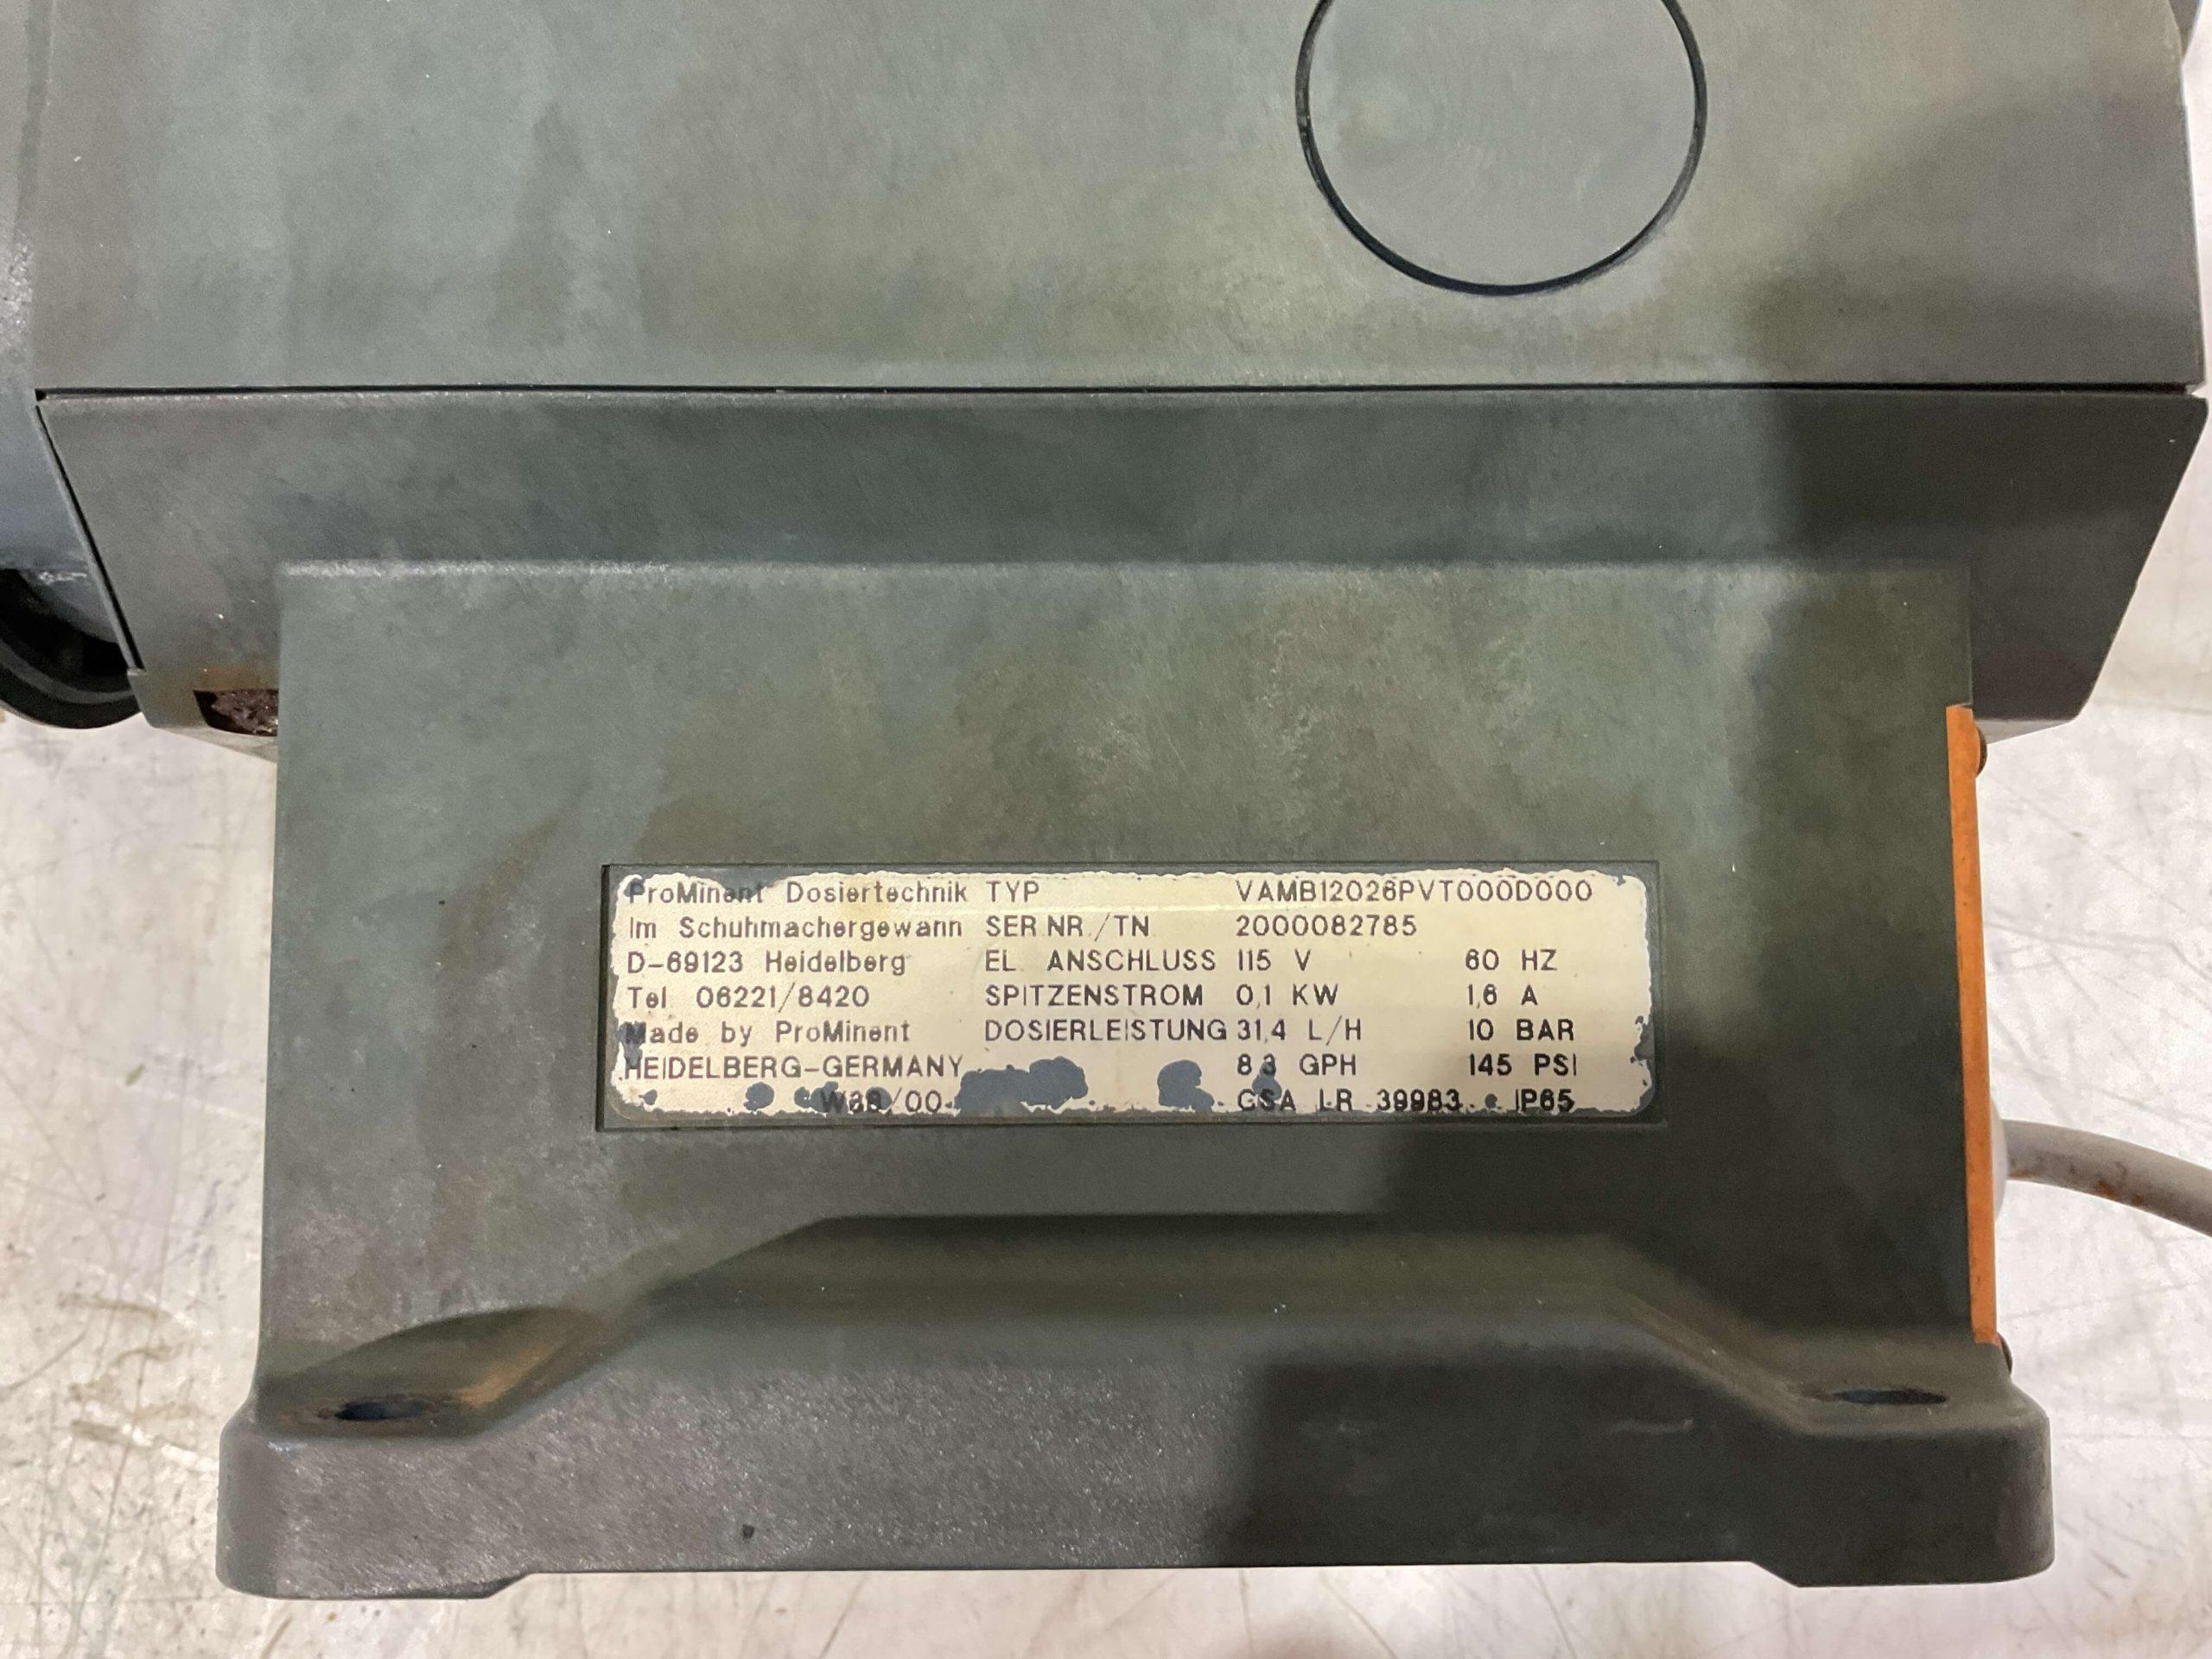 ProMinent Dosiertechnik TYP VAMB12026PVT000D000
Im Schuhmachergewann SER.NR./TN. 2000082785
D-69123 Heidelberg EL. ANSCHLUSS 115 V 60 HZ
Tel. 06221/8420 SPITZENSTROM 0,1 KW 1,6 A
Made by ProMinent DOSIERLEISTUNG 31,4 L/H 10 BAR
HEIDELBERG-GERMANY 8,3 GPH 145 PSI
LR 39983 IP65